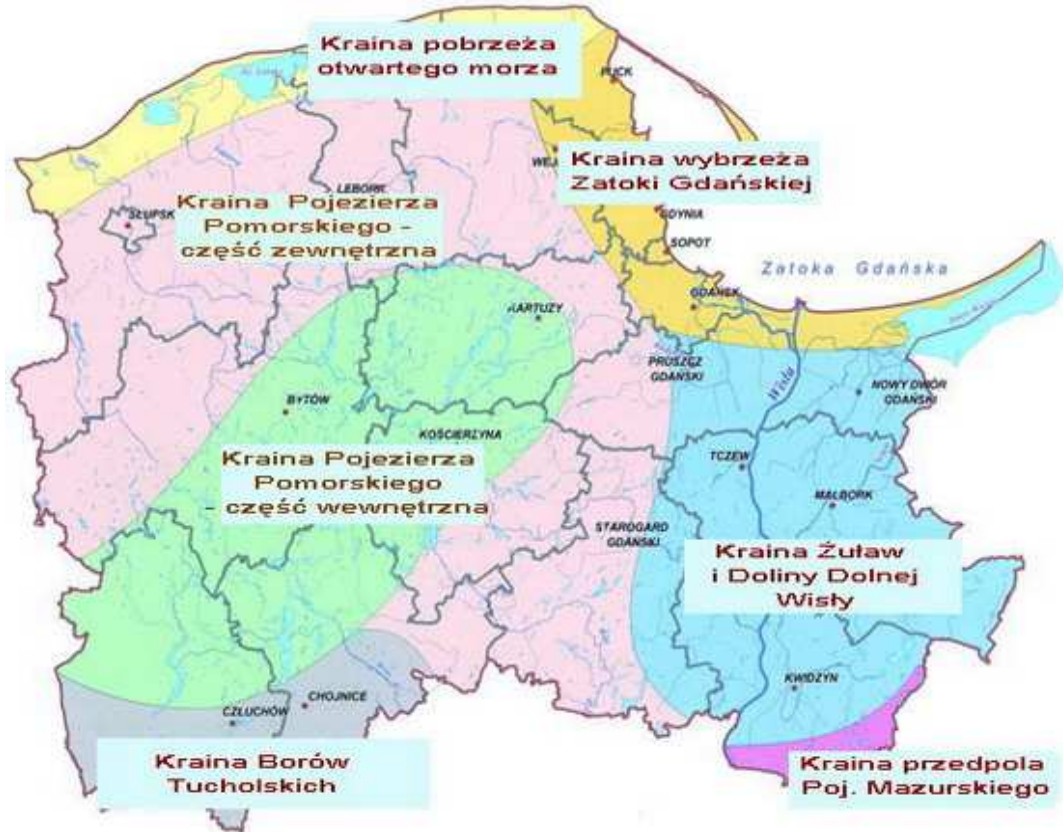 Kraina pobrzeża
otwartego morza
PUCK
Kraina wybrzeża
Zatoki Gdańskiej
WEJ
LĘBORK
Kraina Pojezierza
Pomorskiego -
część zewnętrzna
SŁUPSK
GDYNIA
SOPOT
Zatoka Gdańska
GDAŃSK
KARTUZY
PRUSZCZ
GDAŃSKI
Wisła
NOWY DWÓR
GDAŃSKI
BYTÓW
KOŚCIERZYNA
Kraina Pojezierza
Pomorskiego
- część wewnętrzna
TCZEW
MALBORK
STAROGARD
GDAŃSKI
Kraina Żuław
i Doliny Dolnej
Wisły
KWIDZYN
CHOJNICE
CZŁUCHÓW
Kraina Borów
Tucholskich
Kraina przedpola
Poj. Mazurskiego